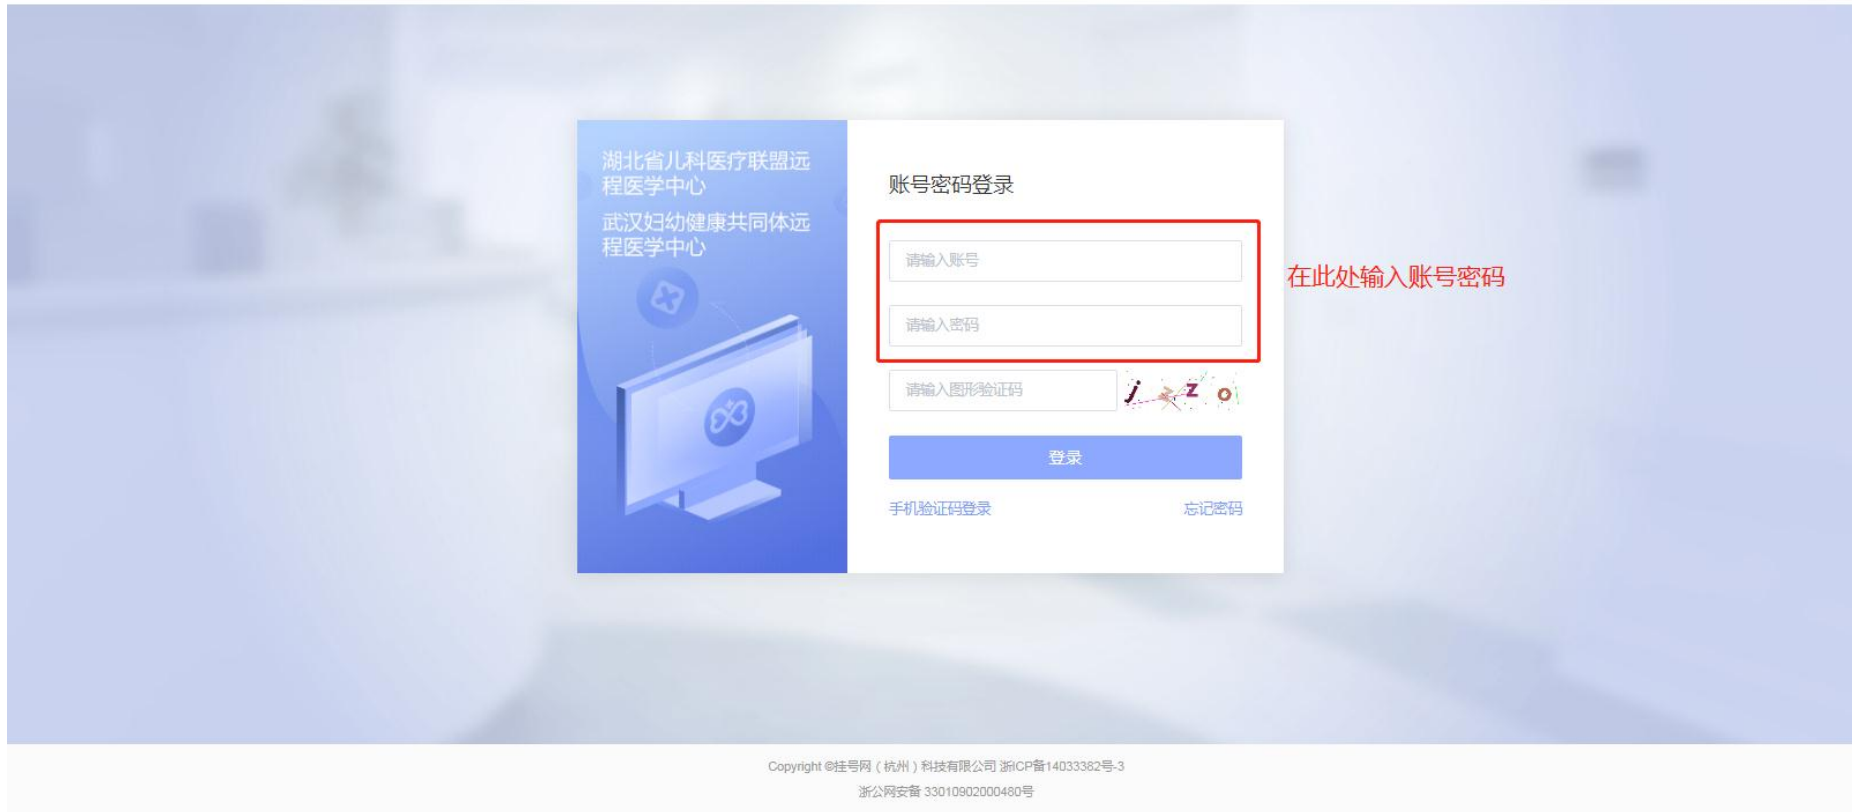 湖北省儿科医疗联盟远
程医学中心
武汉妇幼健康共同体远
程医学中心
账号密码登录
请输入账号
在此处输入账号密码
请输入密码
请输入图形验证码
登录
手机验证码登录
忘记密码
Copyright ©挂号网（杭州）科技有限公司 浙ICP备14033382号-3
浙公网安备 33010902000480号